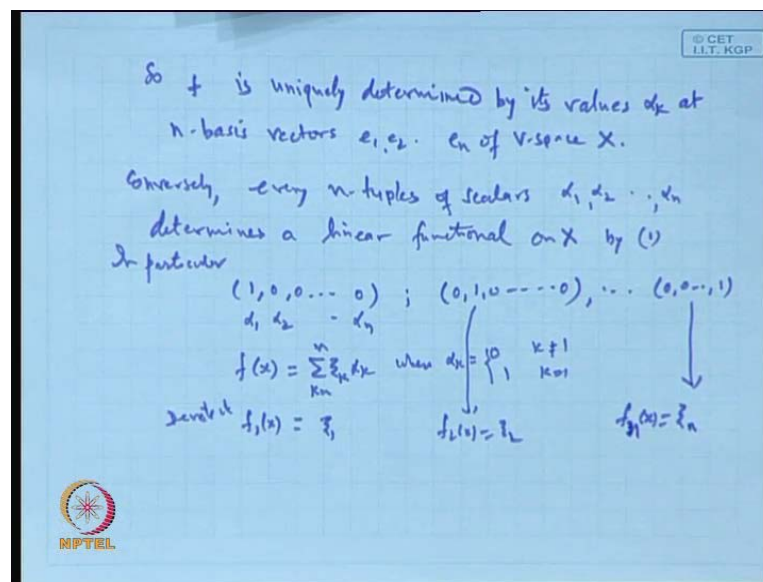 © CET
I.I.T. KGP
So f is uniquely determined by its values αk at
n-basis vectors e1, e2.. en of V-space X.
Conversely, every n-tuples of scalars α1, α2 .., αn
determines a linear functional on X by (1)
In particular
(1, 0, 0... 0) ; (0, 1, 0 ----- 0), ... (0, 0..., 1)
α1 α2 - αn
f(x) = Σ ξk αk where αk = { 0 k ≠ 1
n
1 k=1
Denote it f1(x) = ξ1 f2(x) = ξ2 fn(x) = ξn
NPTEL